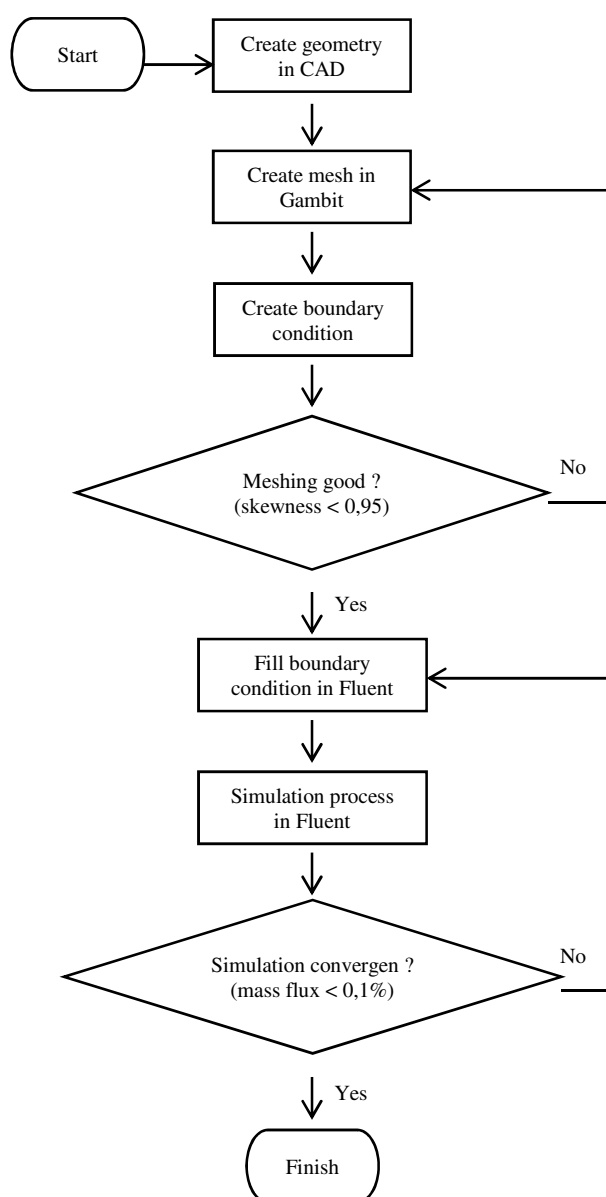 Start
Create geometry
in CAD
Create mesh in
Gambit
Create boundary
condition
Meshing good ?
(skewness < 0,95)
No
Yes
Fill boundary
condition in Fluent
Simulation process
in Fluent
Simulation convergen ?
(mass flux < 0,1%)
No
Yes
Finish